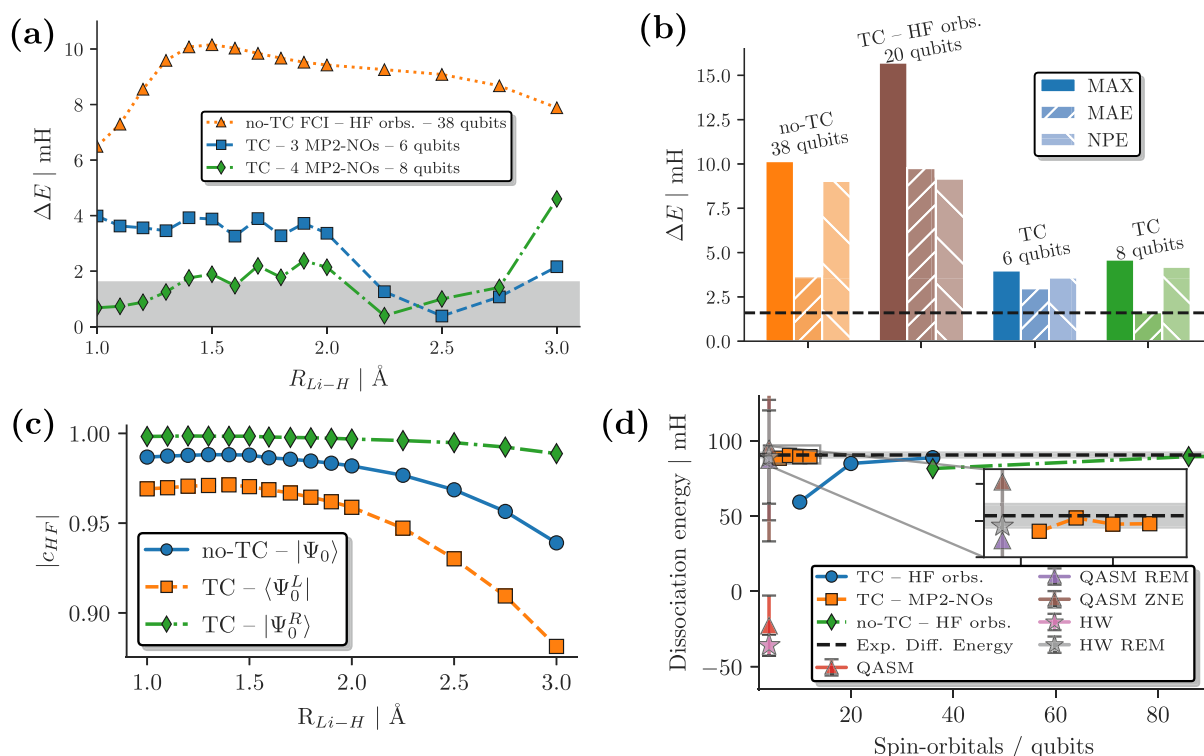 (a)
10
8
6
4
2
0
ΔE | mH
no-TC FCI – HF orbs. – 38 qubits
TC – 3 MP2-NOs – 6 qubits
TC – 4 MP2-NOs – 8 qubits
1.0 1.5 2.0 2.5 3.0
R_{Li−H} | Å
(b)
15.0
12.5
10.0
7.5
5.0
2.5
0.0
ΔE | mH
no-TC
38 qubits
TC – HF orbs.
20 qubits
TC
6 qubits
TC
8 qubits
MAX
MAE
NPE
(c)
1.00
0.95
0.90
|c_{HF}|
no-TC – |Ψ₀⟩
TC – ⟨Ψ₀ᴸ|
TC – |Ψ₀ᴿ⟩
1.0 1.5 2.0 2.5 3.0
R_{Li−H} | Å
(d)
100
50
0
−50
Dissociation energy | mH
TC – HF orbs.
TC – MP2-NOs
no-TC – HF orbs.
Exp. Diff. Energy
QASM
QASM REM
QASM ZNE
HW
HW REM
20 40 60 80
Spin-orbitals / qubits